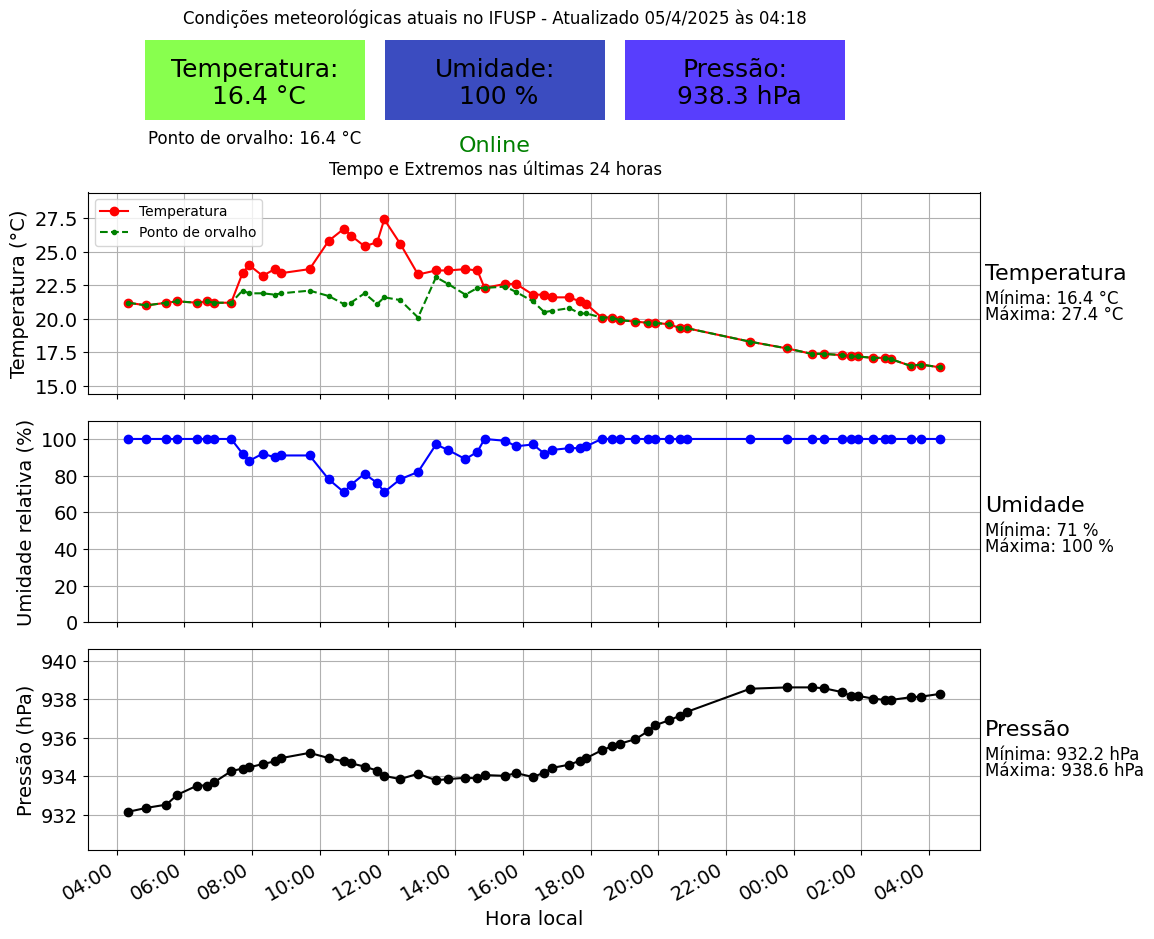 Condições meteorológicas atuais no IFUSP - Atualizado 05/4/2025 às 04:18
Temperatura:
16.4 °C
Umidade:
100 %
Pressão:
938.3 hPa
Ponto de orvalho: 16.4 °C
Online
Tempo e Extremos nas últimas 24 horas
Temperatura (°C)
27.5
25.0
22.5
20.0
17.5
15.0
Temperatura
Ponto de orvalho
Temperatura
Mínima: 16.4 °C
Máxima: 27.4 °C
Umidade relativa (%)
100
80
60
40
20
0
Umidade
Mínima: 71 %
Máxima: 100 %
Pressão (hPa)
940
938
936
934
932
Pressão
Mínima: 932.2 hPa
Máxima: 938.6 hPa
04:00 06:00 08:00 10:00 12:00 14:00 16:00 18:00 20:00 22:00 00:00 02:00 04:00
Hora local